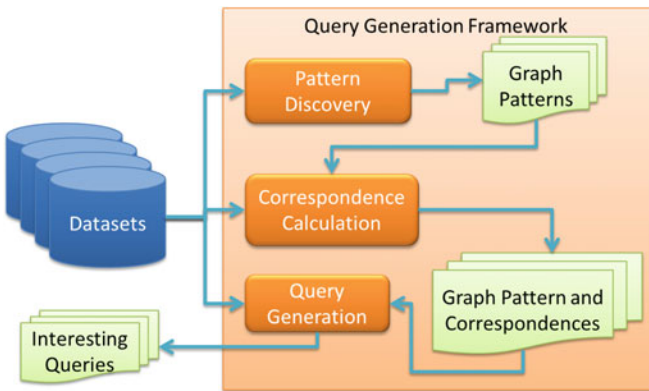 Query Generation Framework
Pattern
Discovery
Graph
Patterns
Datasets
Correspondence
Calculation
Query
Generation
Graph Pattern and
Correspondences
Interesting
Queries